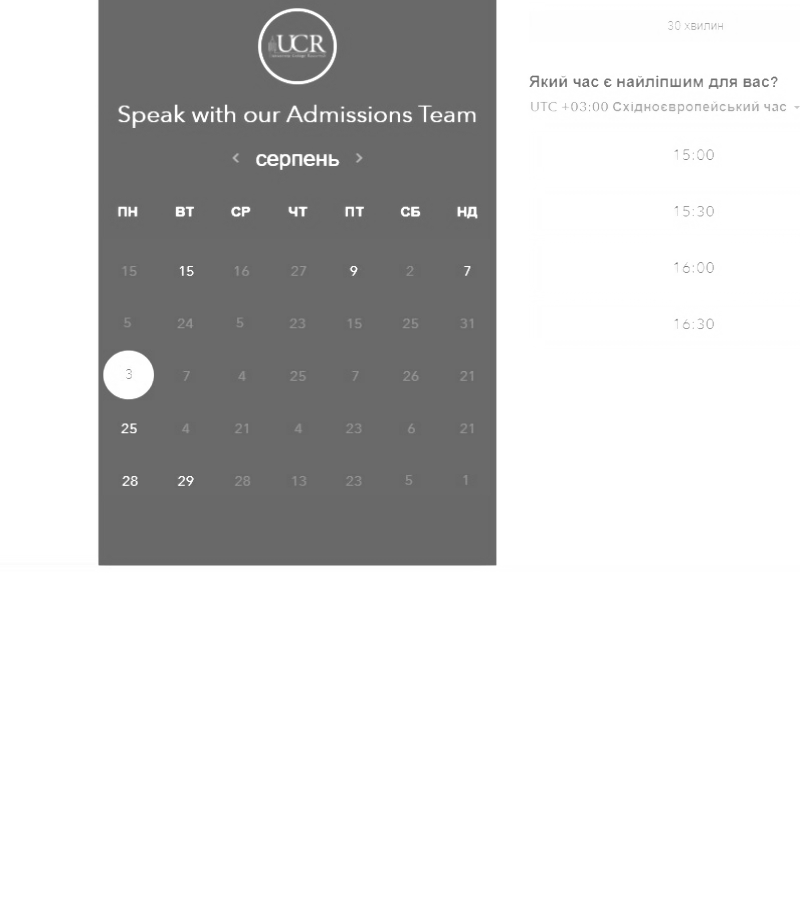 UCR
Speak with our Admissions Team
‹ серпень ›
ПН ВТ СР ЧТ ПТ СБ НД
15 15 16 27 9 2 7
5 24 5 23 15 25 31
3 7 4 25 7 26 21
25 4 21 4 23 6 21
28 29 28 13 23 5 1
30 хвилин
Який час є найліпшим для вас?
UTC +03:00 Східноєвропейський час
15:00
15:30
16:00
16:30